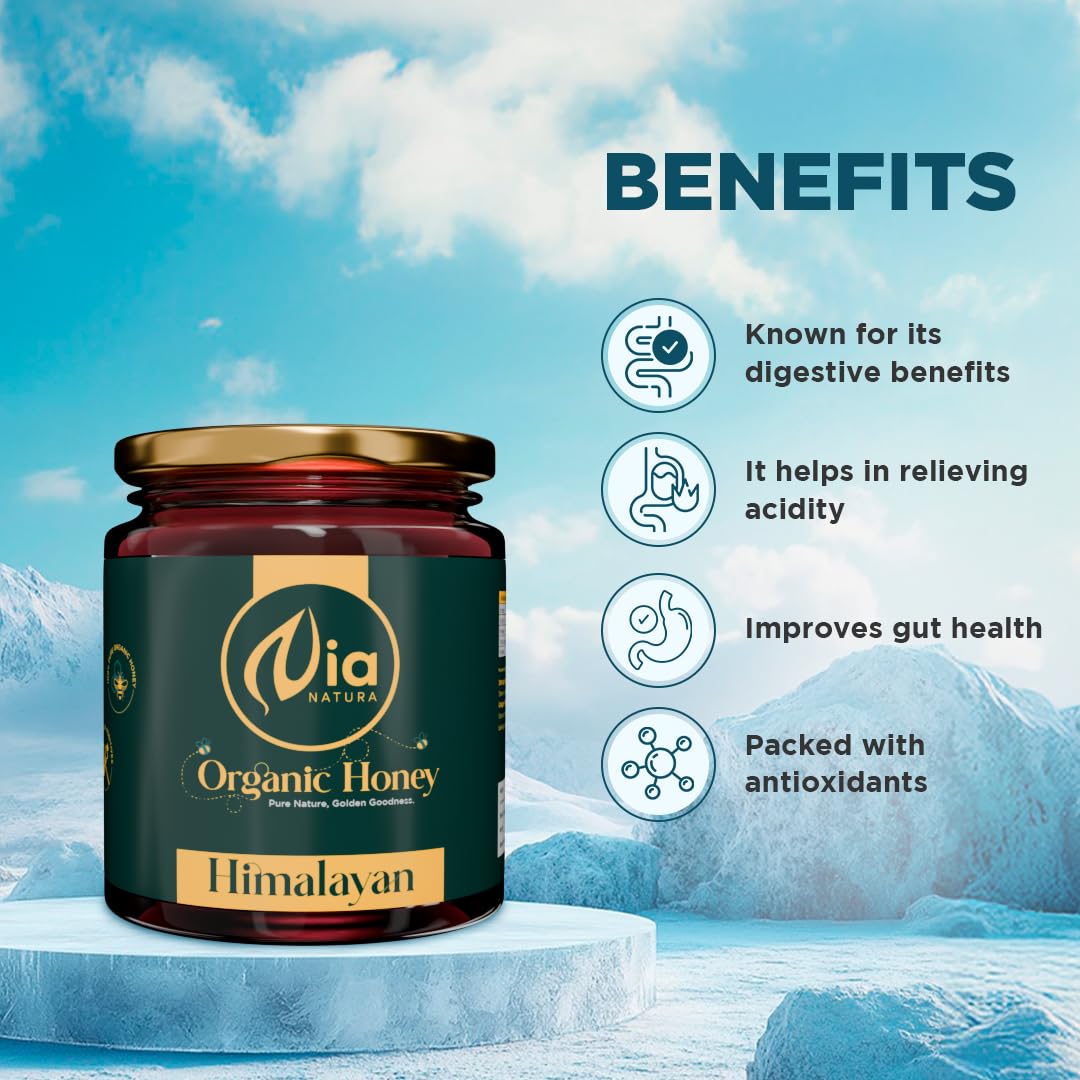 BENEFITS
Known for its
digestive benefits
It helps in relieving
acidity
Improves gut health
Packed with
antioxidants
Nia
NATURA
Organic Honey
Pure Nature, Golden Goodness.
Himalayan